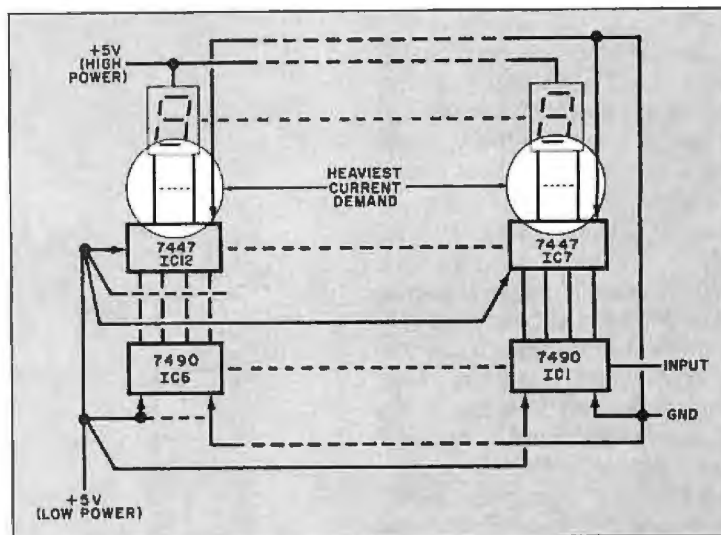 +5V
(HIGH
POWER)
HEAVIEST
CURRENT
DEMAND
7447
IC12
7447
IC7
7490
IC6
7490
IC1
INPUT
GND
+5V
(LOW POWER)